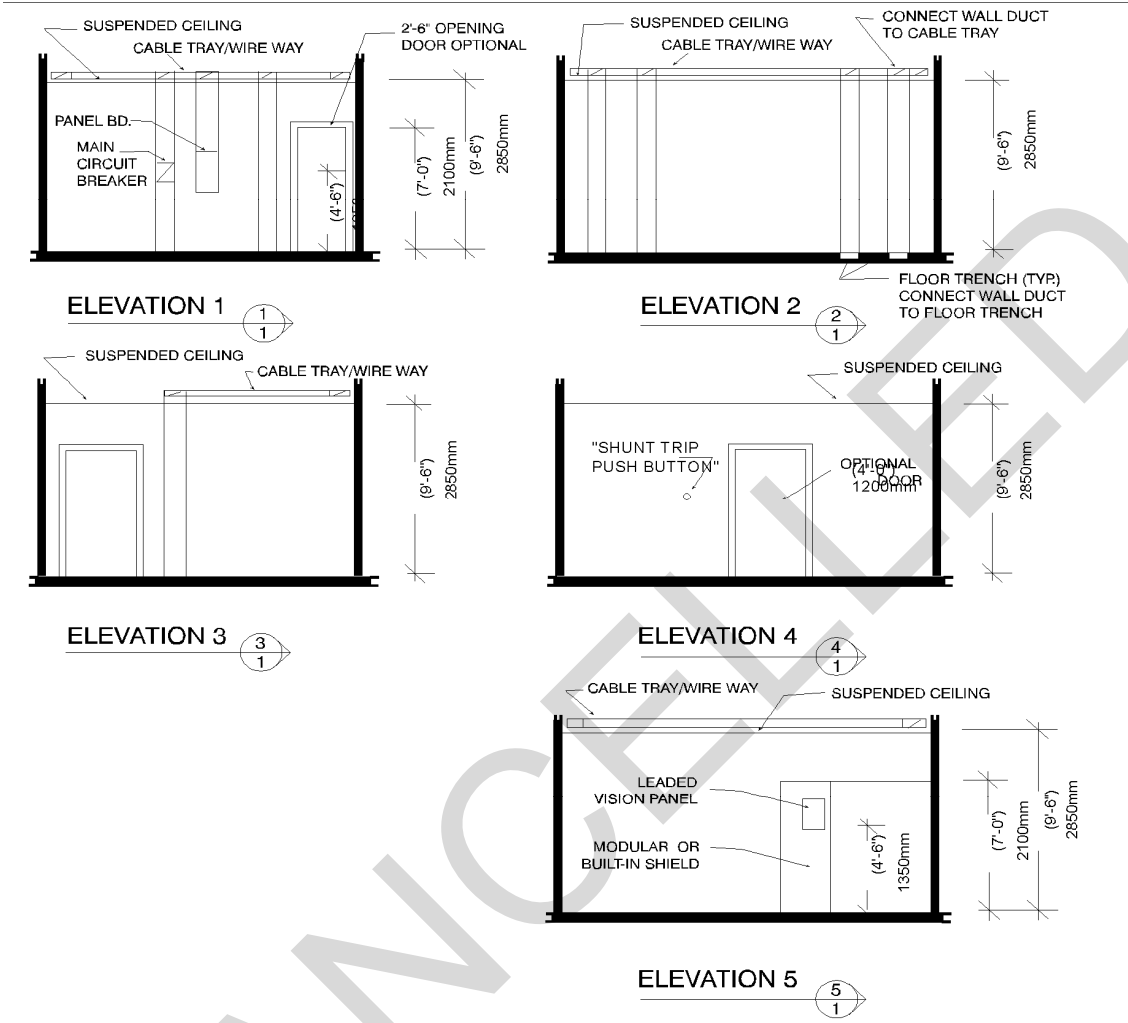 SUSPENDED CEILING
CABLE TRAY/WIRE WAY
2'-6" OPENING
DOOR OPTIONAL
PANEL BD.
MAIN
CIRCUIT
BREAKER
(4'-6")
(7'-0")
2100mm
(9'-6")
2850mm
ELEVATION 1
1
1
SUSPENDED CEILING
CABLE TRAY/WIRE WAY
CONNECT WALL DUCT
TO CABLE TRAY
(9'-6")
2850mm
FLOOR TRENCH (TYP.)
CONNECT WALL DUCT
TO FLOOR TRENCH
ELEVATION 2
2
1
SUSPENDED CEILING
CABLE TRAY/WIRE WAY
(9'-6")
2850mm
ELEVATION 3
3
1
SUSPENDED CEILING
"SHUNT TRIP
PUSH BUTTON"
OPTIONAL
DOOR
1200mm
(9'-6")
2850mm
ELEVATION 4
4
1
CABLE TRAY/WIRE WAY
SUSPENDED CEILING
LEADED
VISION PANEL
MODULAR OR
BUILT-IN SHIELD
(4'-6")
1350mm
(7'-0")
2100mm
(9'-6")
2850mm
ELEVATION 5
5
1
ANCELLED